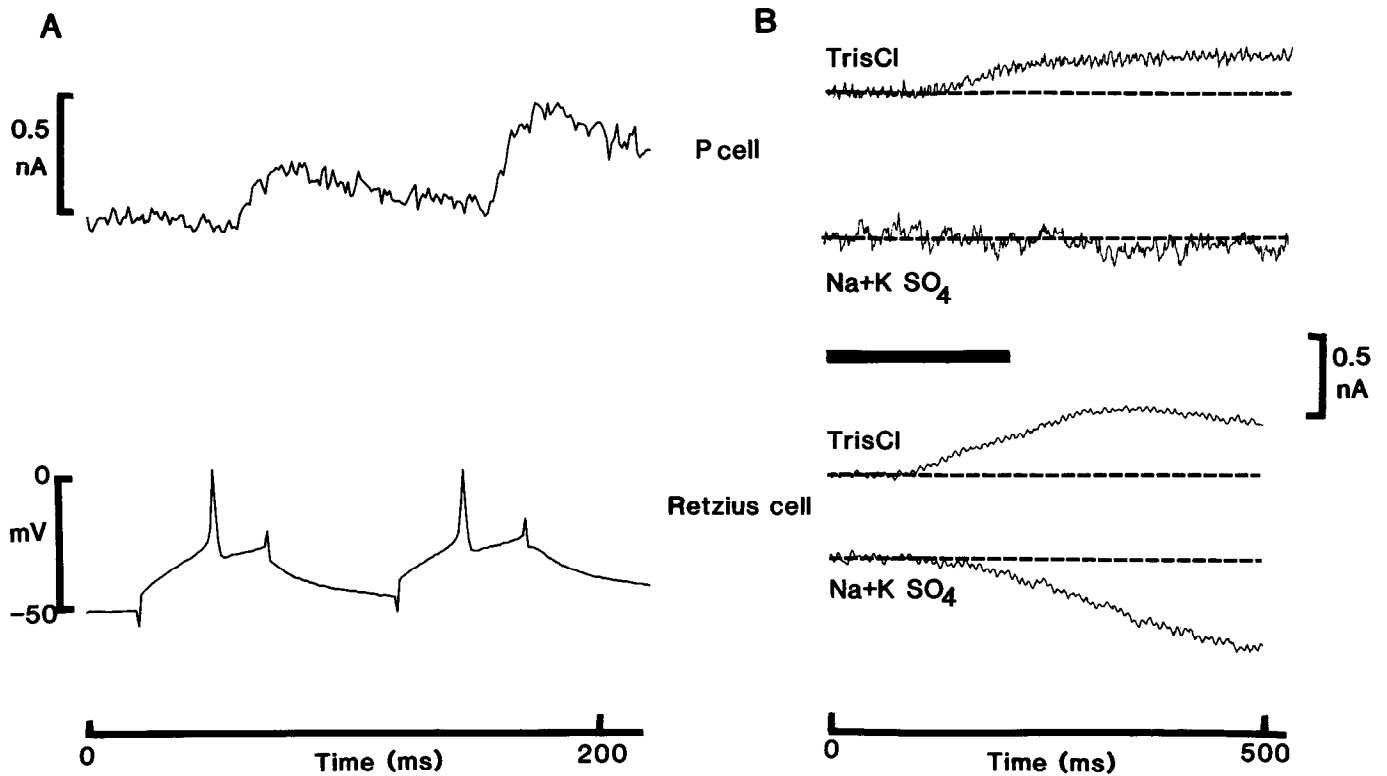 A
0.5
nA
P cell
0
mV
-50
Retzius cell
0
200
Time (ms)
B
TrisCl
Na+K SO4
0.5
nA
TrisCl
Na+K SO4
0
500
Time (ms)